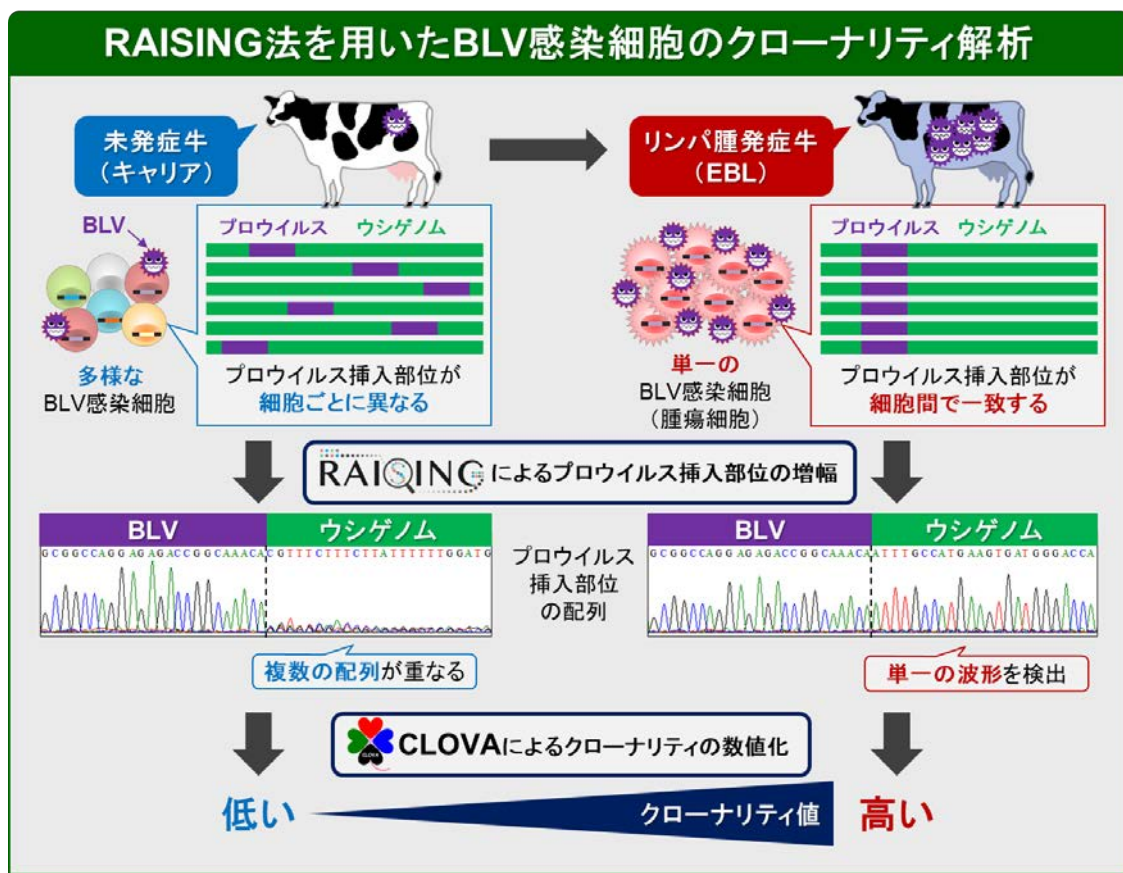 RAISING法を用いたBLV感染細胞のクローナリティ解析
未発症牛
（キャリア）
リンパ腫発症牛
（EBL）
BLV
プロウイルス ウシゲノム
多様な
BLV感染細胞
プロウイルス挿入部位が
細胞ごとに異なる
プロウイルス ウシゲノム
単一の
BLV感染細胞
（腫瘍細胞）
プロウイルス挿入部位が
細胞間で一致する
RAISINGによるプロウイルス挿入部位の増幅
BLV ウシゲノム
GCGGCCAGGAGAGACCGGCAAACACGTTTCTTTCTTATTTTTTGGATG
プロウイルス
挿入部位
の配列
BLV ウシゲノム
GCGGCCAGGAGAGACCGGCAAACAATTTGCCATGAAGTGATGGGACCA
複数の配列が重なる
単一の波形を検出
CLOVA
CLOVAによるクローナリティの数値化
低い
クローナリティ値
高い